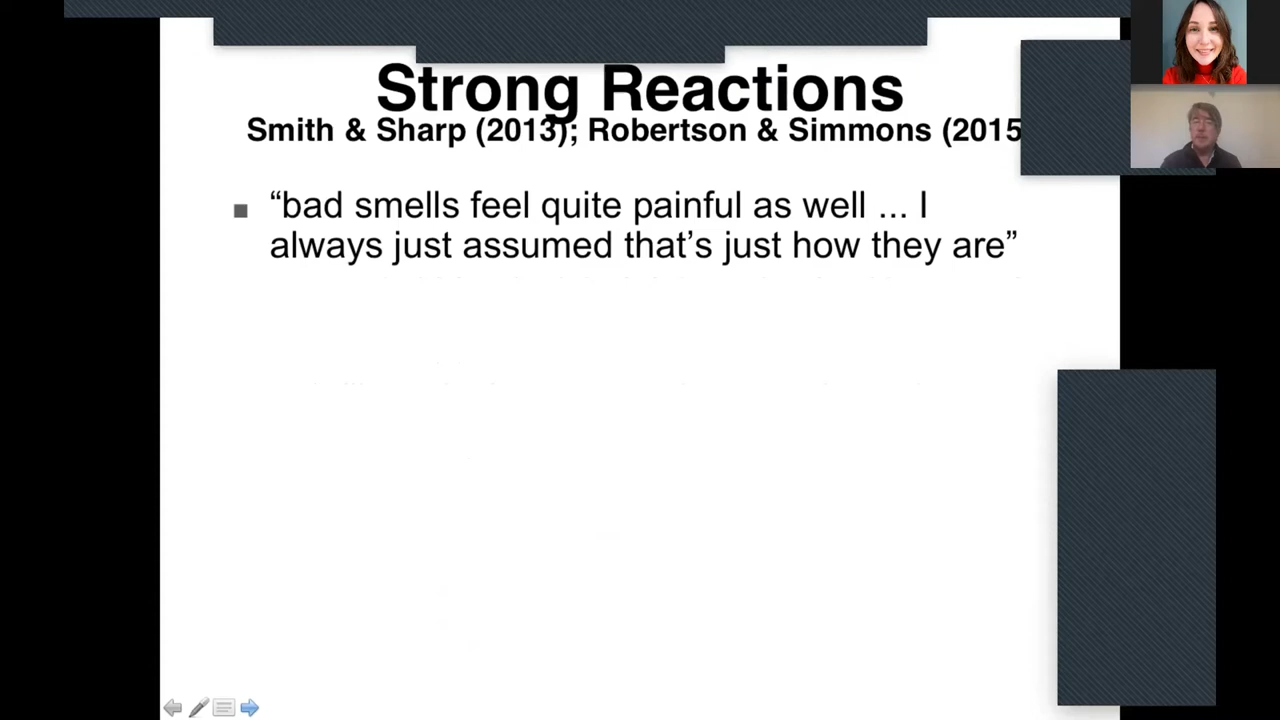 Strong Reactions
Smith & Sharp (2013); Robertson & Simmons (2015
■ “bad smells feel quite painful as well ... I
always just assumed that’s just how they are”